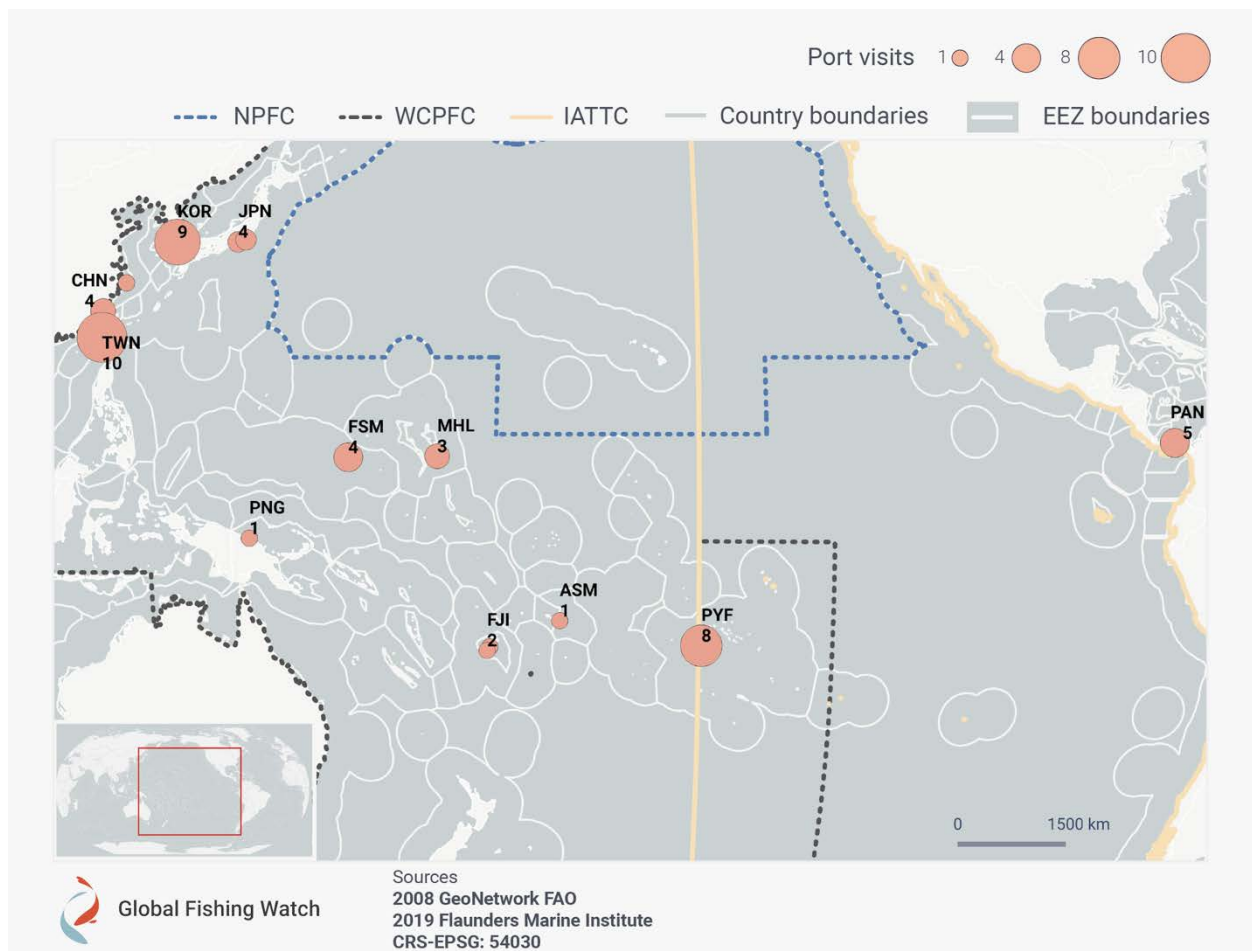 Port visits 1 4 8 10
NPFC WCPFC IATTC Country boundaries EEZ boundaries
KOR
9
JPN
4
CHN
4
TWN
10
FSM
4
MHL
3
PAN
5
PNG
1
ASM
1
FJI
2
PYF
8
0 1500 km
Global Fishing Watch
Sources
2008 GeoNetwork FAO
2019 Flaunders Marine Institute
CRS-EPSG: 54030